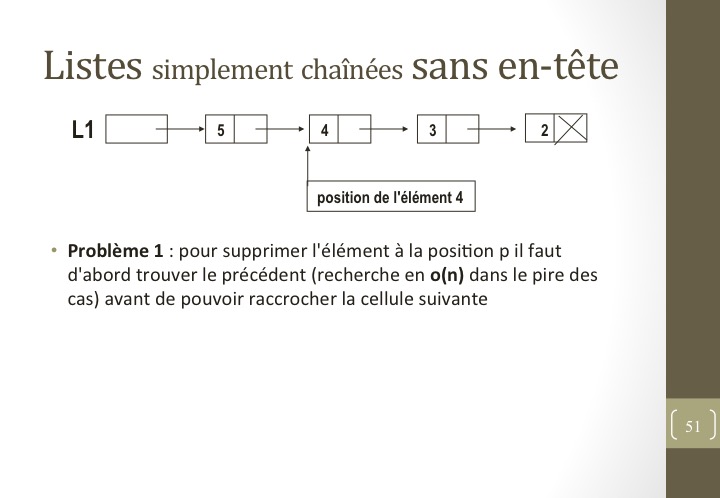 Listes simplement chaînées sans en-tête
L1 5 4 3 2
position de l'élément 4
• Problème 1 : pour supprimer l'élément à la position p il faut
d'abord trouver le précédent (recherche en o(n) dans le pire des
cas) avant de pouvoir raccrocher la cellule suivante
51